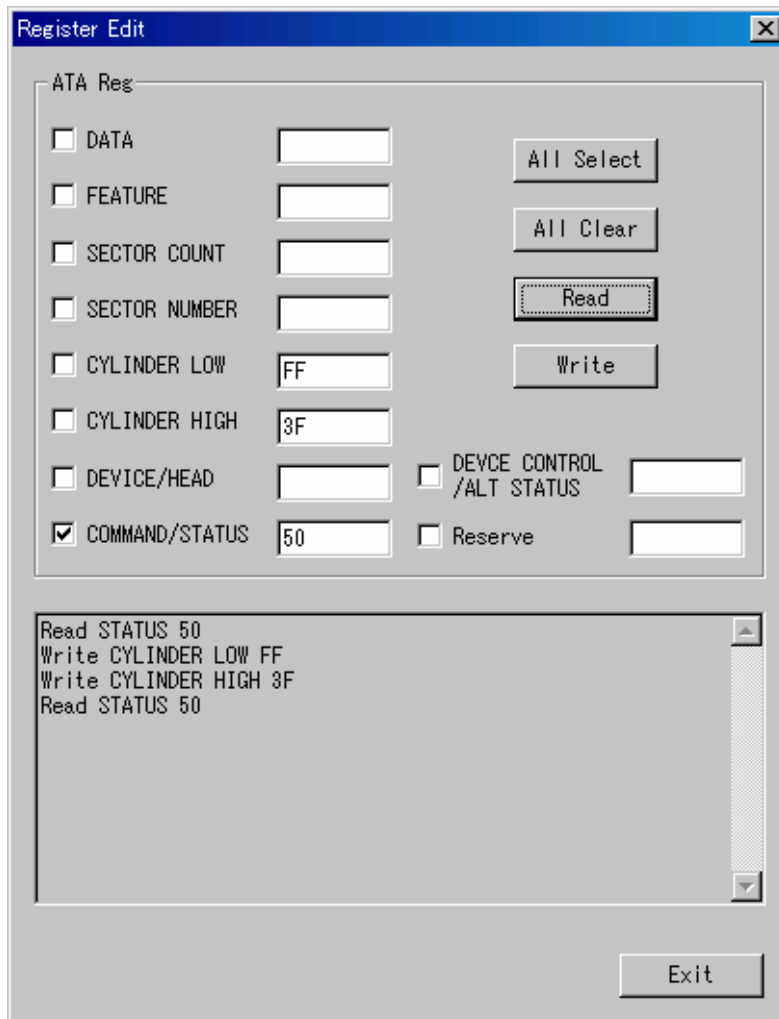 Register Edit
ATA Reg
DATA
All Select
FEATURE
All Clear
SECTOR COUNT
Read
SECTOR NUMBER
CYLINDER LOW FF
Write
CYLINDER HIGH 3F
DEVICE/HEAD
DEVCE CONTROL
/ALT STATUS
COMMAND/STATUS 50
Reserve
Read STATUS 50
Write CYLINDER LOW FF
Write CYLINDER HIGH 3F
Read STATUS 50
Exit